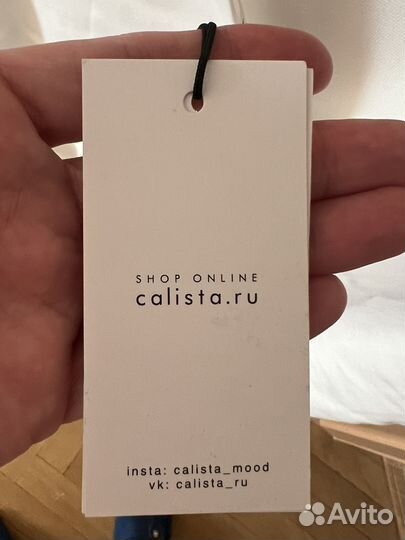 SHOP ONLINE
calista.ru
insta: calista_mood
vk: calista_ru
Avito